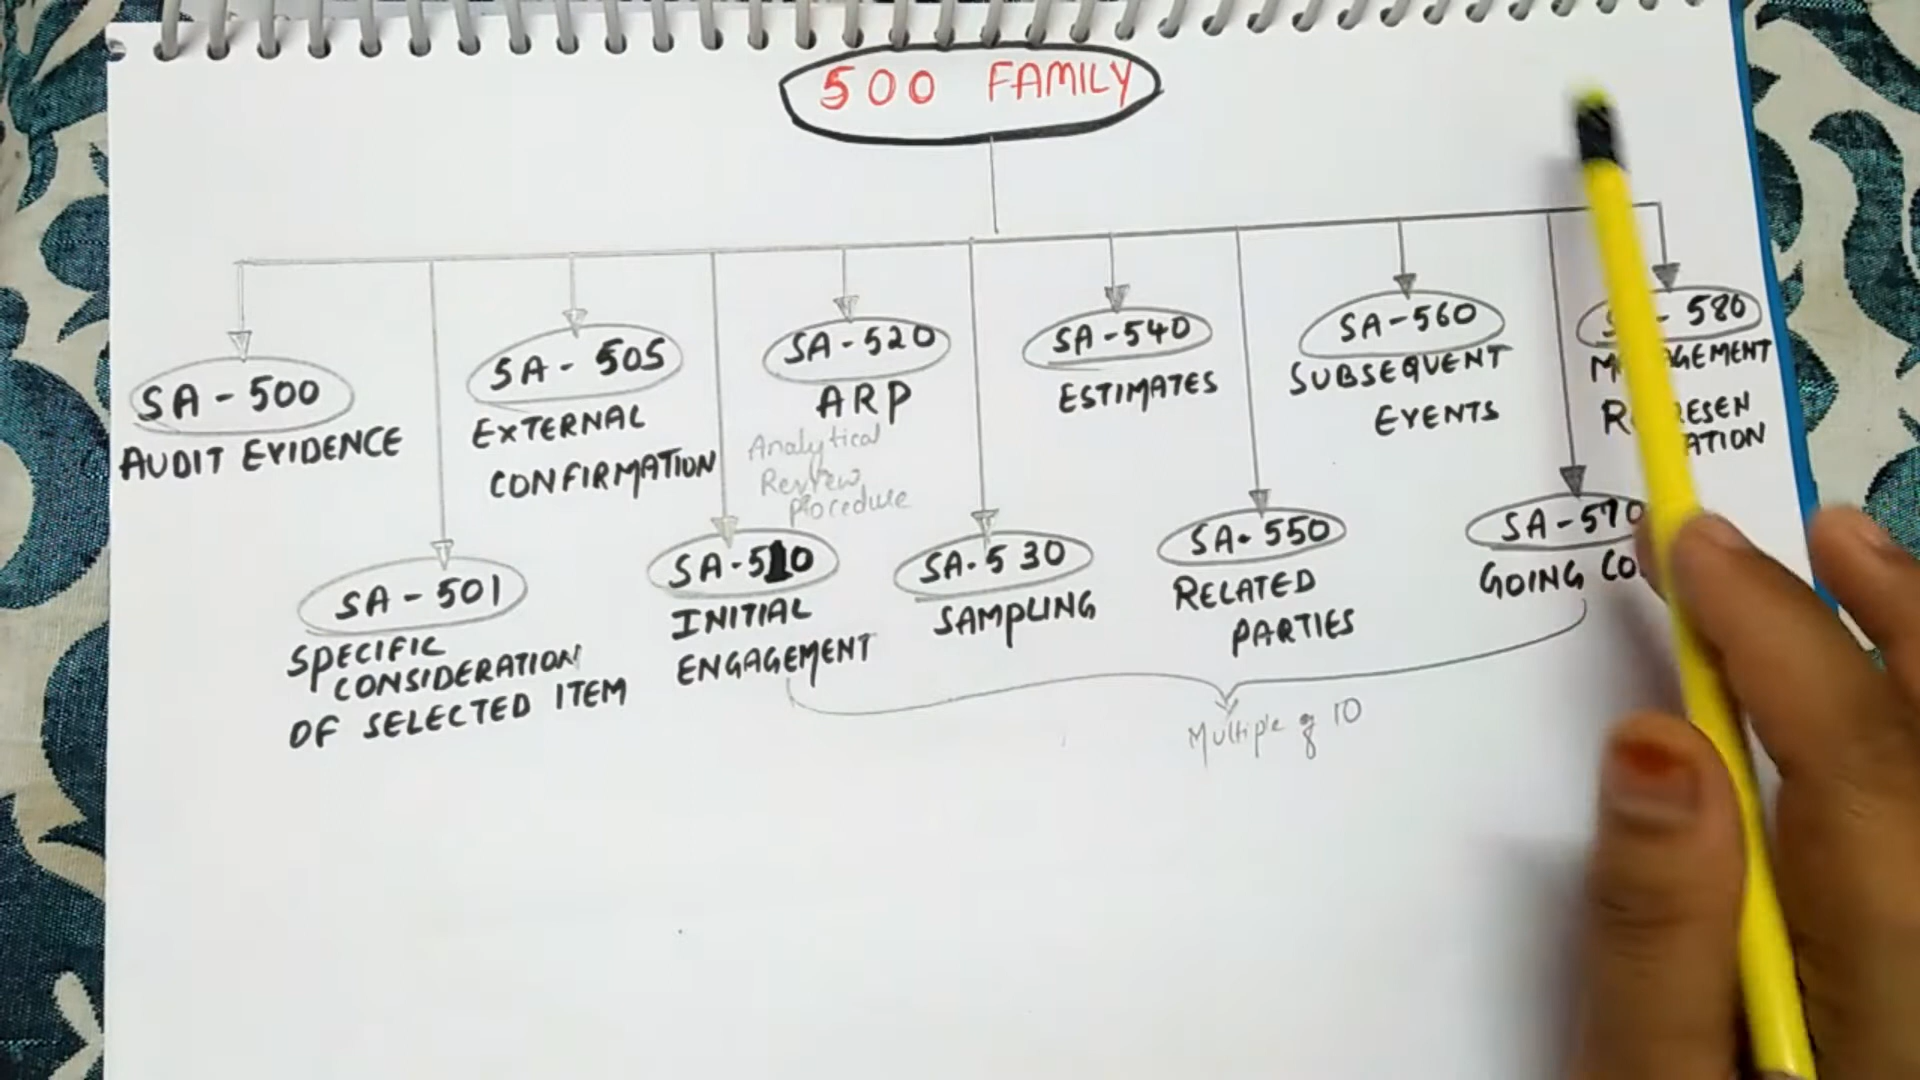 500 FAMILY
SA-500
AUDIT EVIDENCE
SA-501
SPECIFIC
CONSIDERATION
OF SELECTED ITEM
SA-505
EXTERNAL
CONFIRMATION
SA-510
INITIAL
ENGAGEMENT
SA-520
ARP
Analytical
Review
Procedure
SA-530
SAMPLING
SA-540
ESTIMATES
SA-550
RELATED
PARTIES
SA-560
SUBSEQUENT
EVENTS
SA-570
GOING
580
Multiple of 10